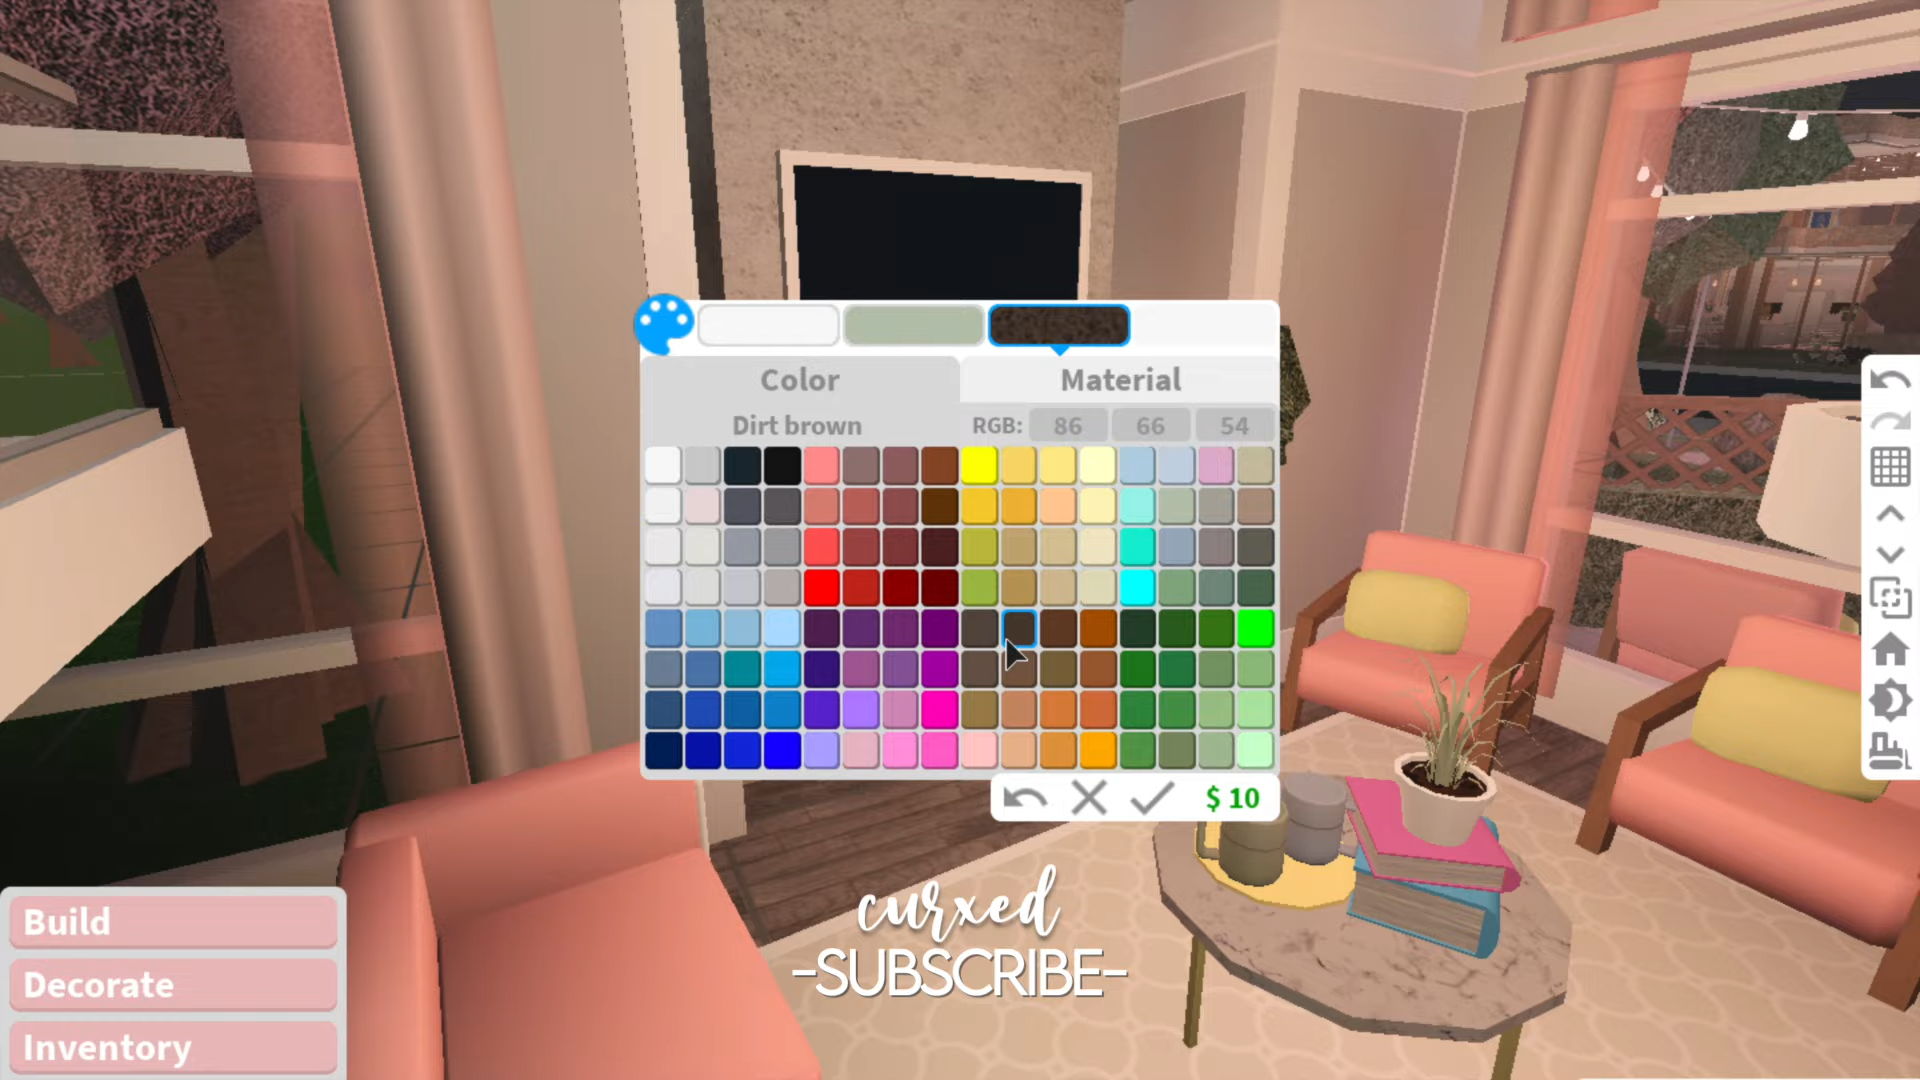 Color
Material
Dirt brown
RGB: 86 66 54
$ 10
Build
Decorate
Inventory
curxed
-SUBSCRIBE-